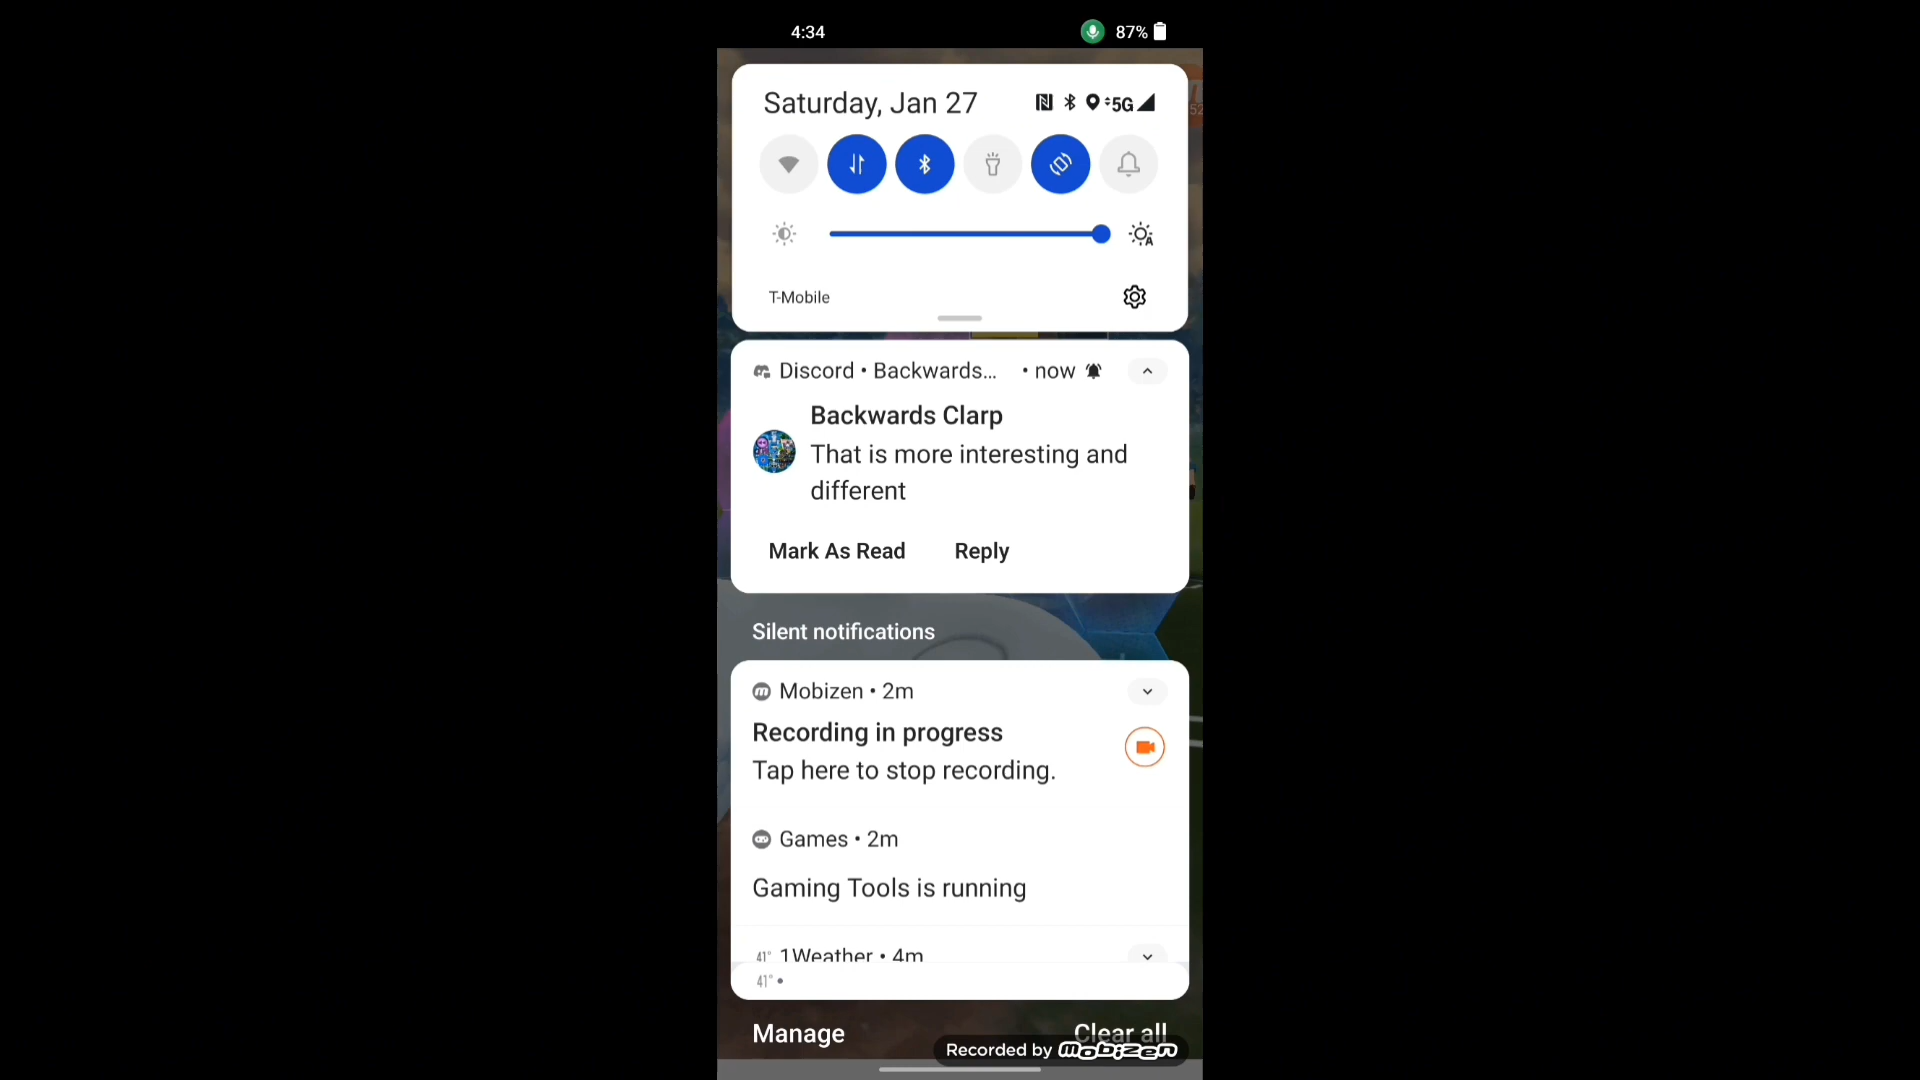 4:34
87%
Saturday, Jan 27
5G
T-Mobile
Discord • Backwards... • now
Backwards Clarp
That is more interesting and
different
Mark As Read Reply
Silent notifications
Mobizen • 2m
Recording in progress
Tap here to stop recording.
Games • 2m
Gaming Tools is running
41° 1Weather • 4m
41° •
Manage Clear all
Recorded by mobizen